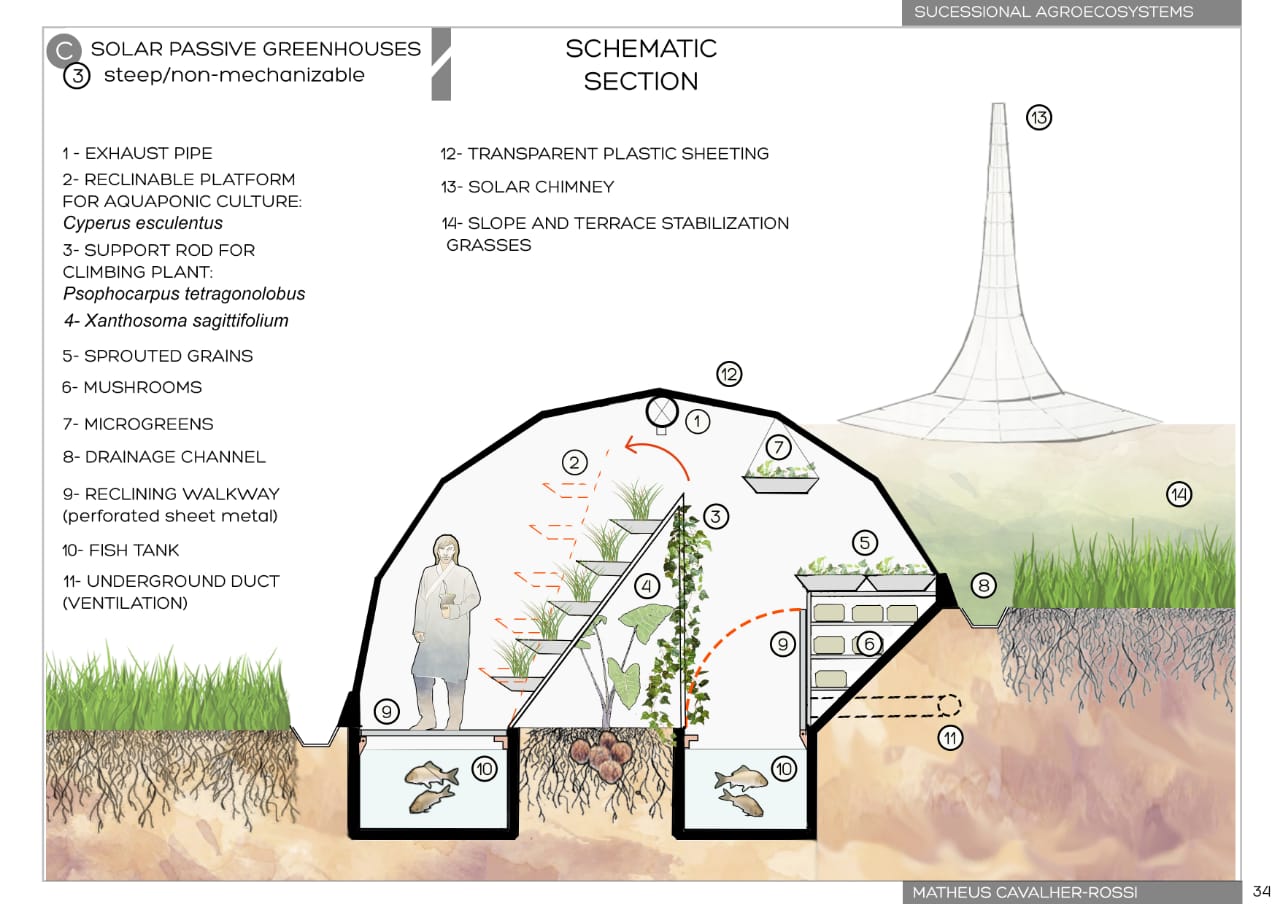 SUCESSIONAL AGROECOSYSTEMS
C SOLAR PASSIVE GREENHOUSES
3 steep/non-mechanizable
SCHEMATIC
SECTION
1 - EXHAUST PIPE
2- RECLINABLE PLATFORM
FOR AQUAPONIC CULTURE:
Cyperus esculentus
3- SUPPORT ROD FOR
CLIMBING PLANT:
Psophocarpus tetragonolobus
4- Xanthosoma sagittifolium
5- SPROUTED GRAINS
6- MUSHROOMS
7- MICROGREENS
8- DRAINAGE CHANNEL
9- RECLINING WALKWAY
(perforated sheet metal)
10- FISH TANK
11- UNDERGROUND DUCT
(VENTILATION)
12- TRANSPARENT PLASTIC SHEETING
13- SOLAR CHIMNEY
14- SLOPE AND TERRACE STABILIZATION
GRASSES
13
12
1
7
2
14
3
5
4
8
9
6
9
11
10
10
MATHEUS CAVALHER-ROSSI
34